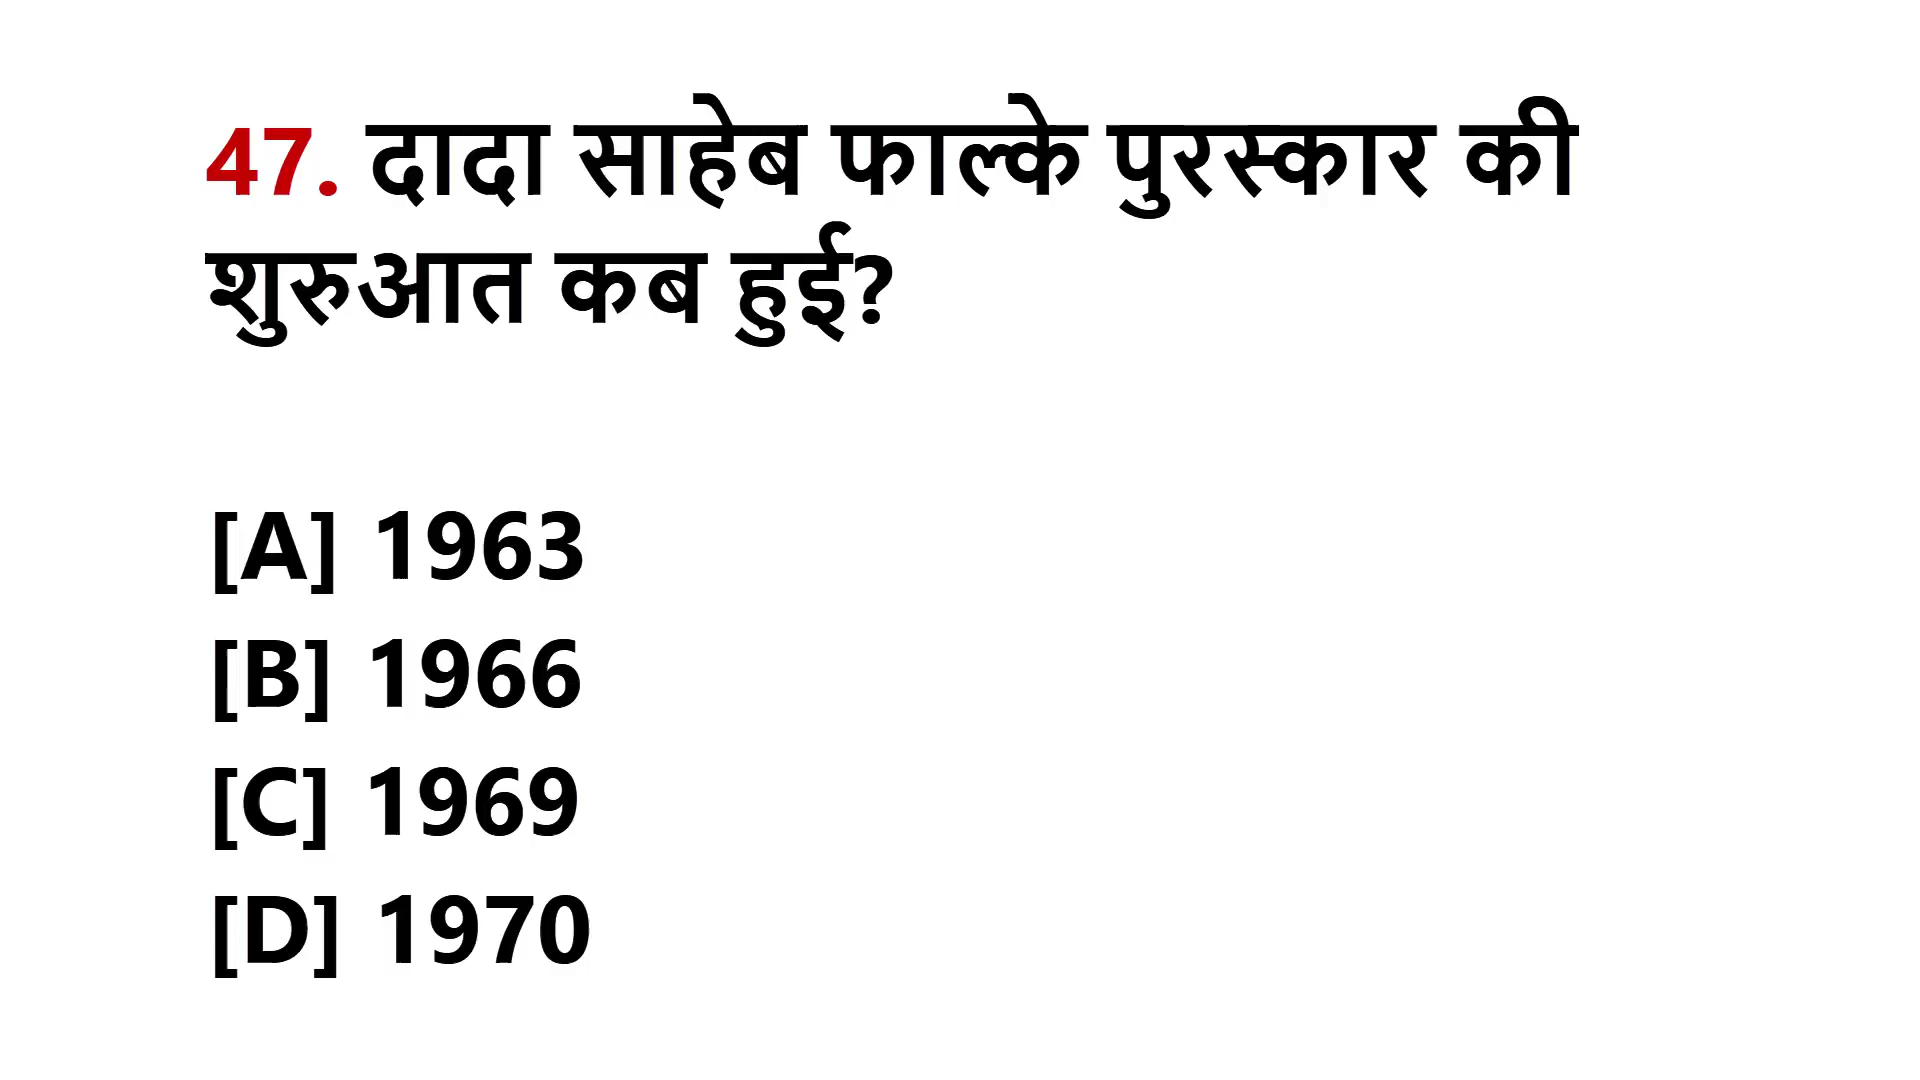 47. दादा साहेब फाल्के पुरस्कार की
शुरुआत कब हुई?
[A] 1963
[B] 1966
[C] 1969
[D] 1970